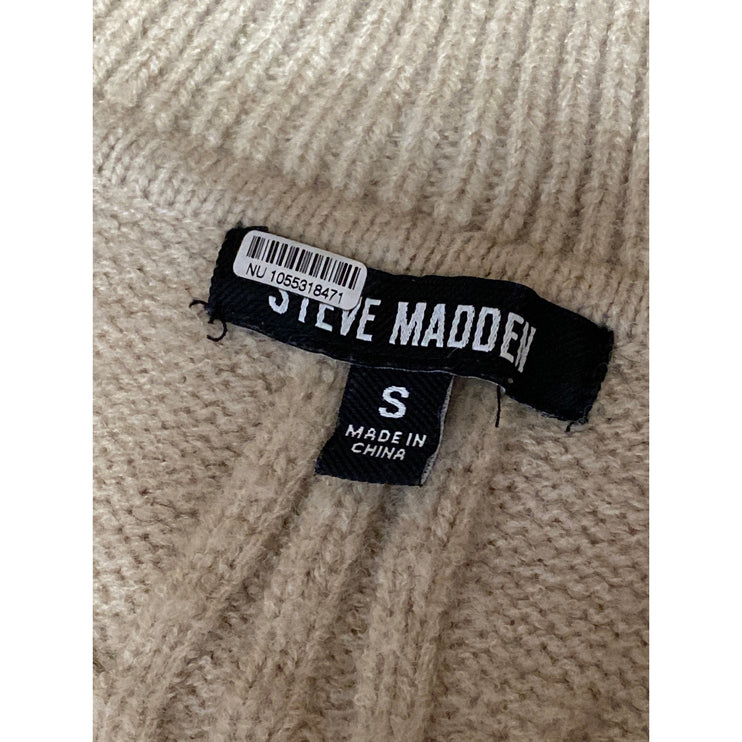 NU 1055318471
STEVE MADDEN
S
MADE IN
CHINA